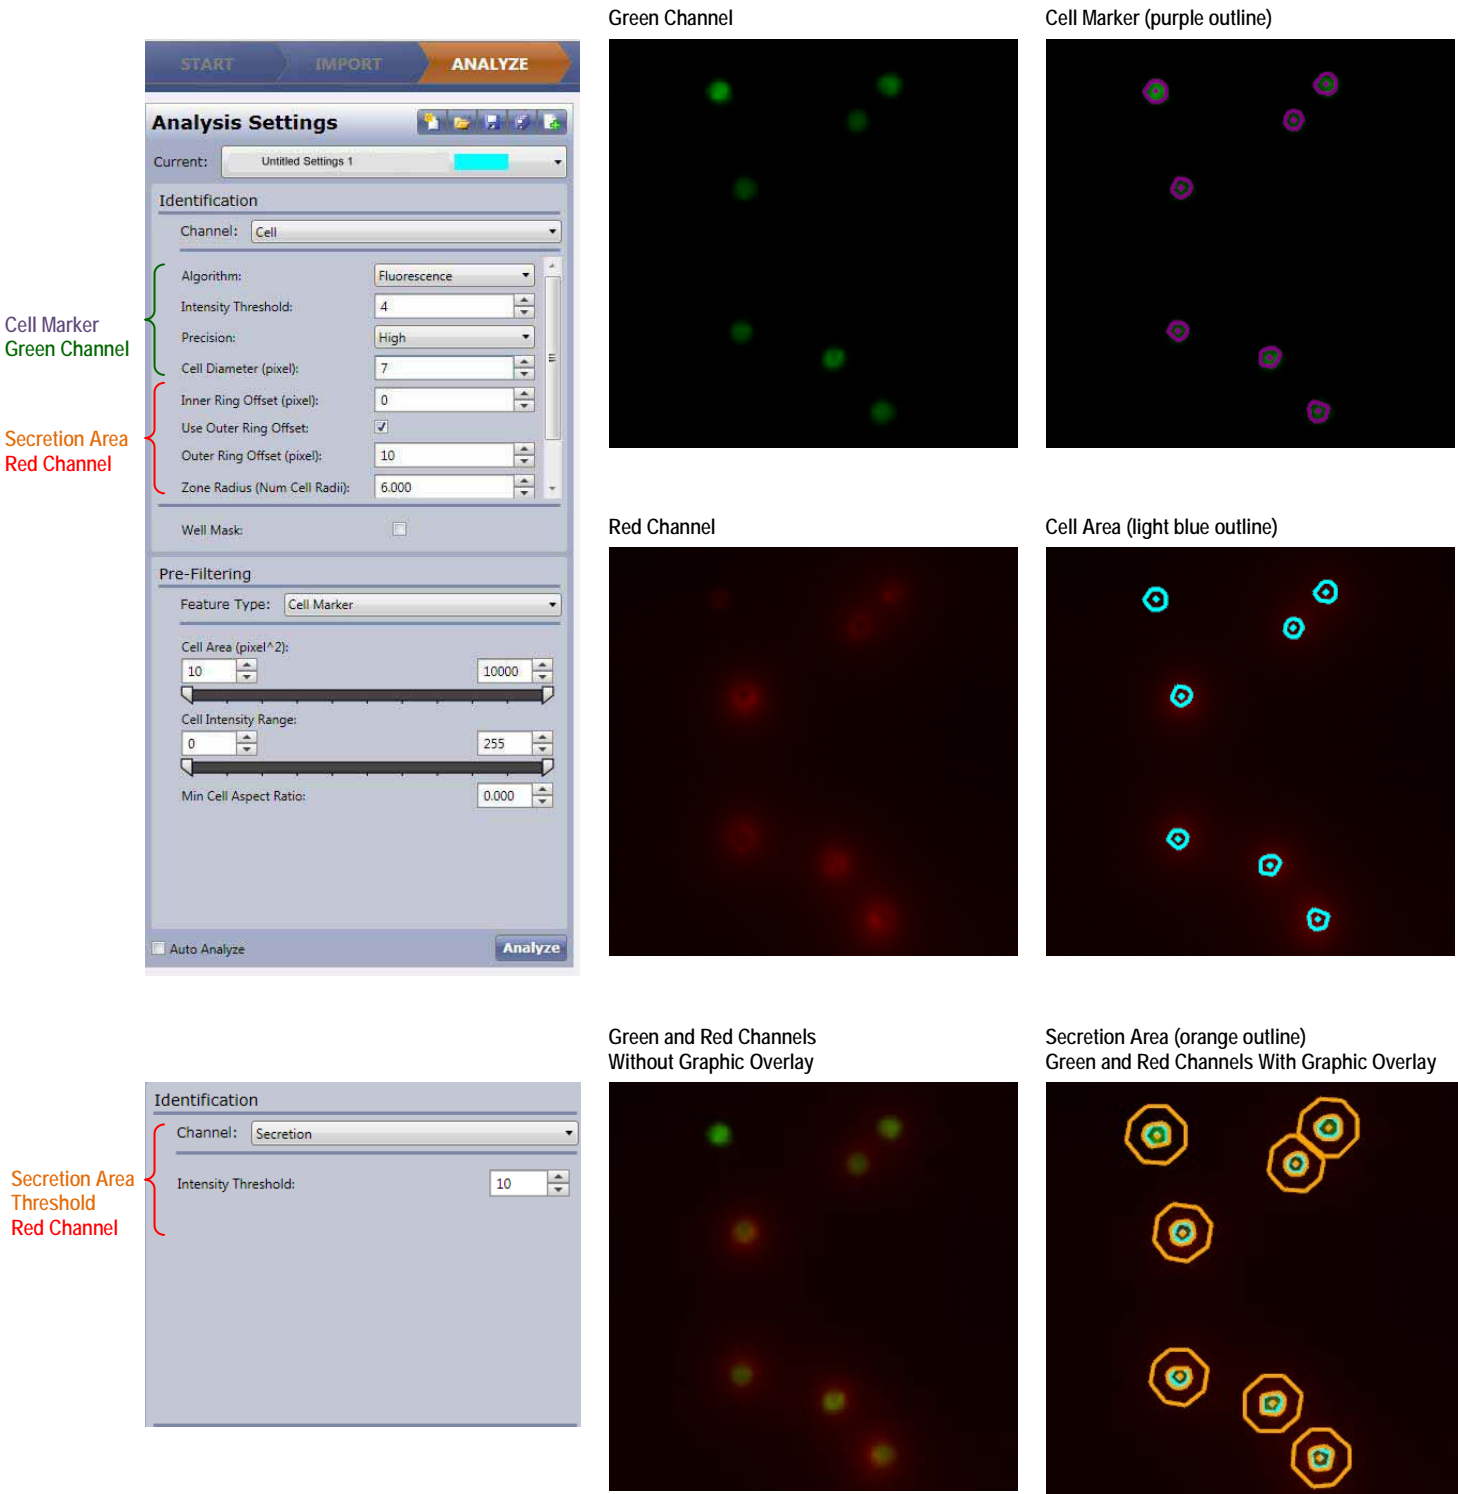 START
IMPORT
ANALYZE
Analysis Settings
Current: Untitled Settings 1
Identification
Channel: Cell
Algorithm: Fluorescence
Intensity Threshold: 4
Precision: High
Cell Diameter (pixel): 7
Inner Ring Offset (pixel): 0
Use Outer Ring Offset:
Outer Ring Offset (pixel): 10
Zone Radius (Num Cell Radii): 6.000
Well Mask:
Cell Marker
Green Channel
Secretion Area
Red Channel
Pre-Filtering
Feature Type: Cell Marker
Cell Area (pixel^2):
10 10000
Cell Intensity Range:
0 255
Min Cell Aspect Ratio: 0.000
Auto Analyze Analyze
Green Channel
Cell Marker (purple outline)
Red Channel
Cell Area (light blue outline)
Identification
Channel: Secretion
Intensity Threshold: 10
Secretion Area
Threshold
Red Channel
Green and Red Channels
Without Graphic Overlay
Secretion Area (orange outline)
Green and Red Channels With Graphic Overlay